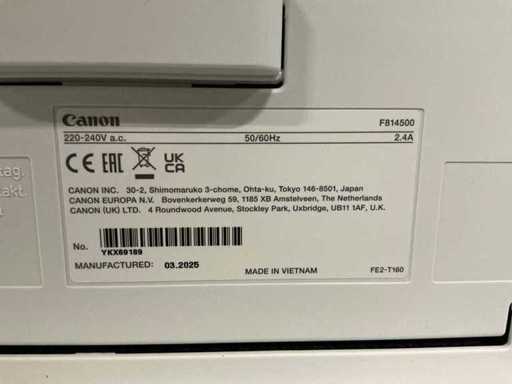 Canon F814500
220-240V a.c. 50/60Hz 2.4A
CE EAC UK CA
CANON INC. 30-2, Shimomaruko 3-chome, Ohta-ku, Tokyo 146-8501, Japan
CANON EUROPA N.V. Bovenkerkerweg 59, 1185 XB Amstelveen, The Netherlands
CANON (UK) LTD. 4 Roundwood Avenue, Stockley Park, Uxbridge, UB11 1AF, U.K.
No. YKX69189
MANUFACTURED: 03.2025 MADE IN VIETNAM FE2-T160